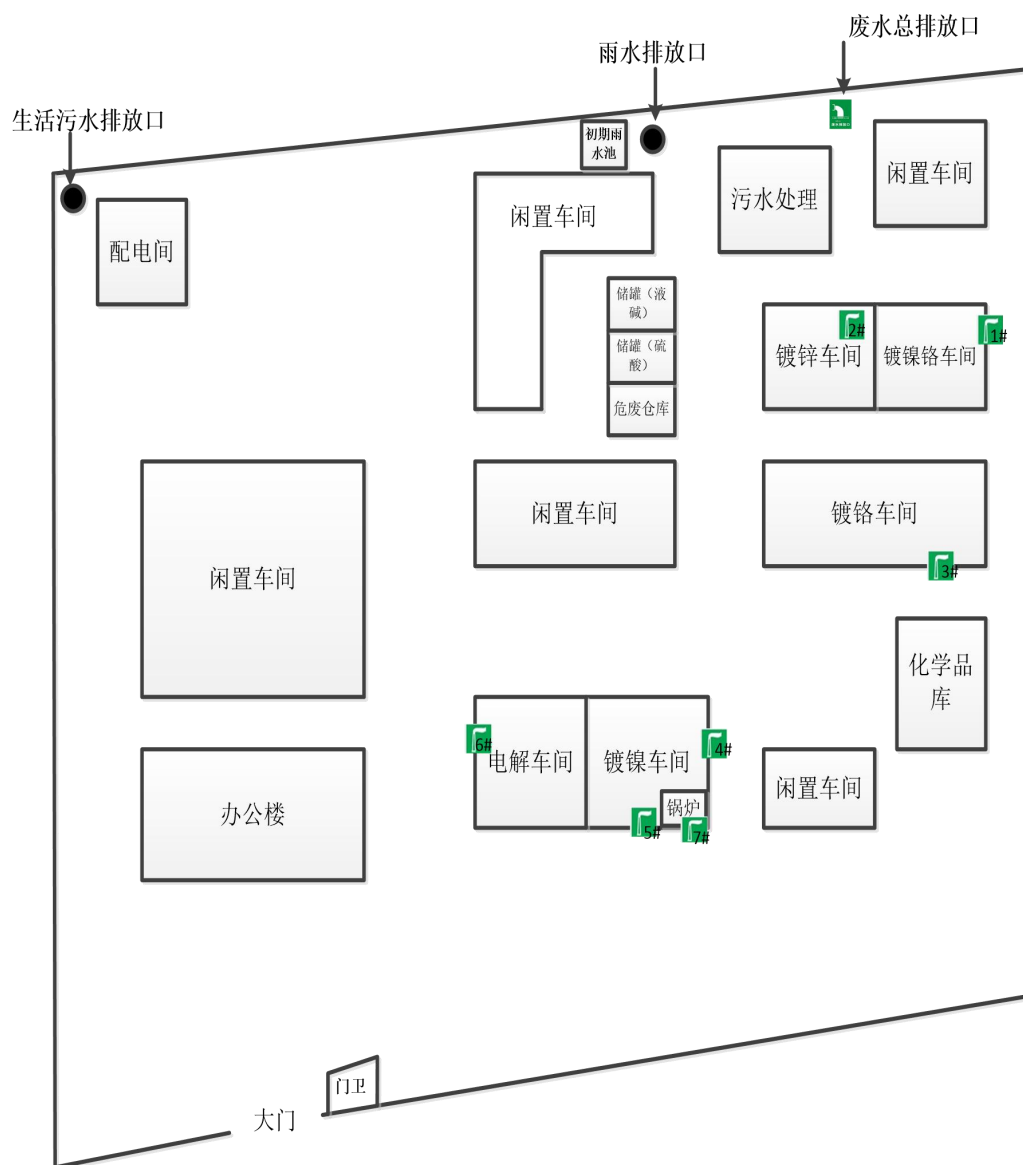 废水总排放口
雨水排放口
生活污水排放口
初期雨
水池
闲置车间
污水处理
闲置车间
配电间
储罐（液
碱）
储罐（硫
酸）
危废仓库
2#
1#
镀锌车间
镀镍铬车间
闲置车间
镀铬车间
3#
闲置车间
化学品
库
6#
电解车间
镀镍车间
4#
锅炉
5#
7#
闲置车间
办公楼
门卫
大门